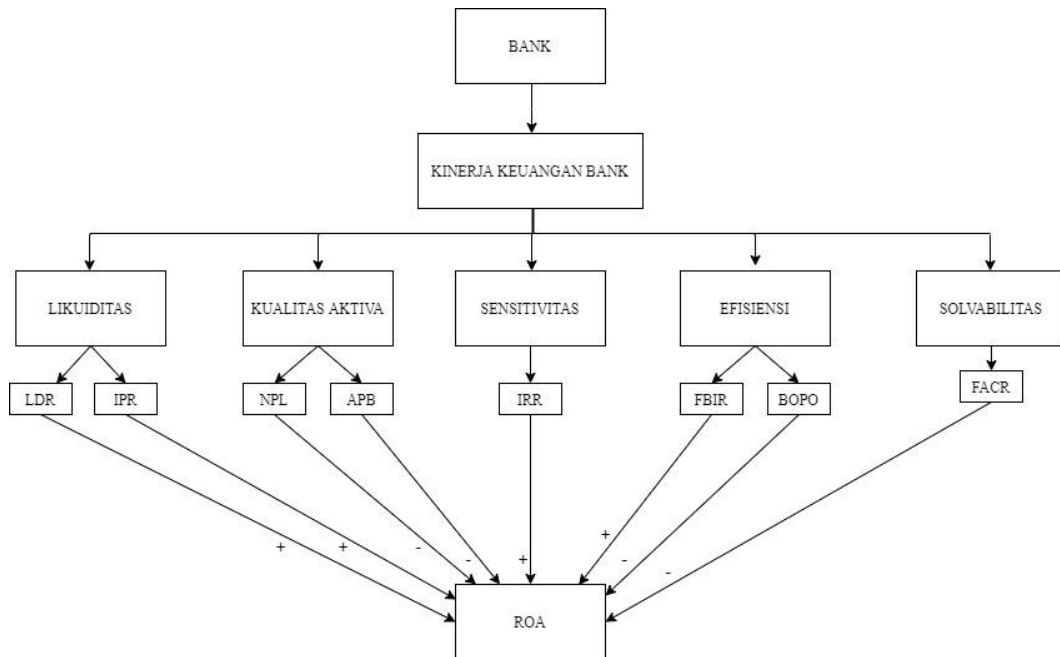 BANK
KINERJA KEUANGAN BANK
LIKUIDITAS
KUALITAS AKTIVA
SENSITIVITAS
EFISIENSI
SOLVABILITAS
LDR
IPR
NPL
APB
IRR
FBIR
BOPO
FACR
+
+
-
-
+
+
-
-
ROA